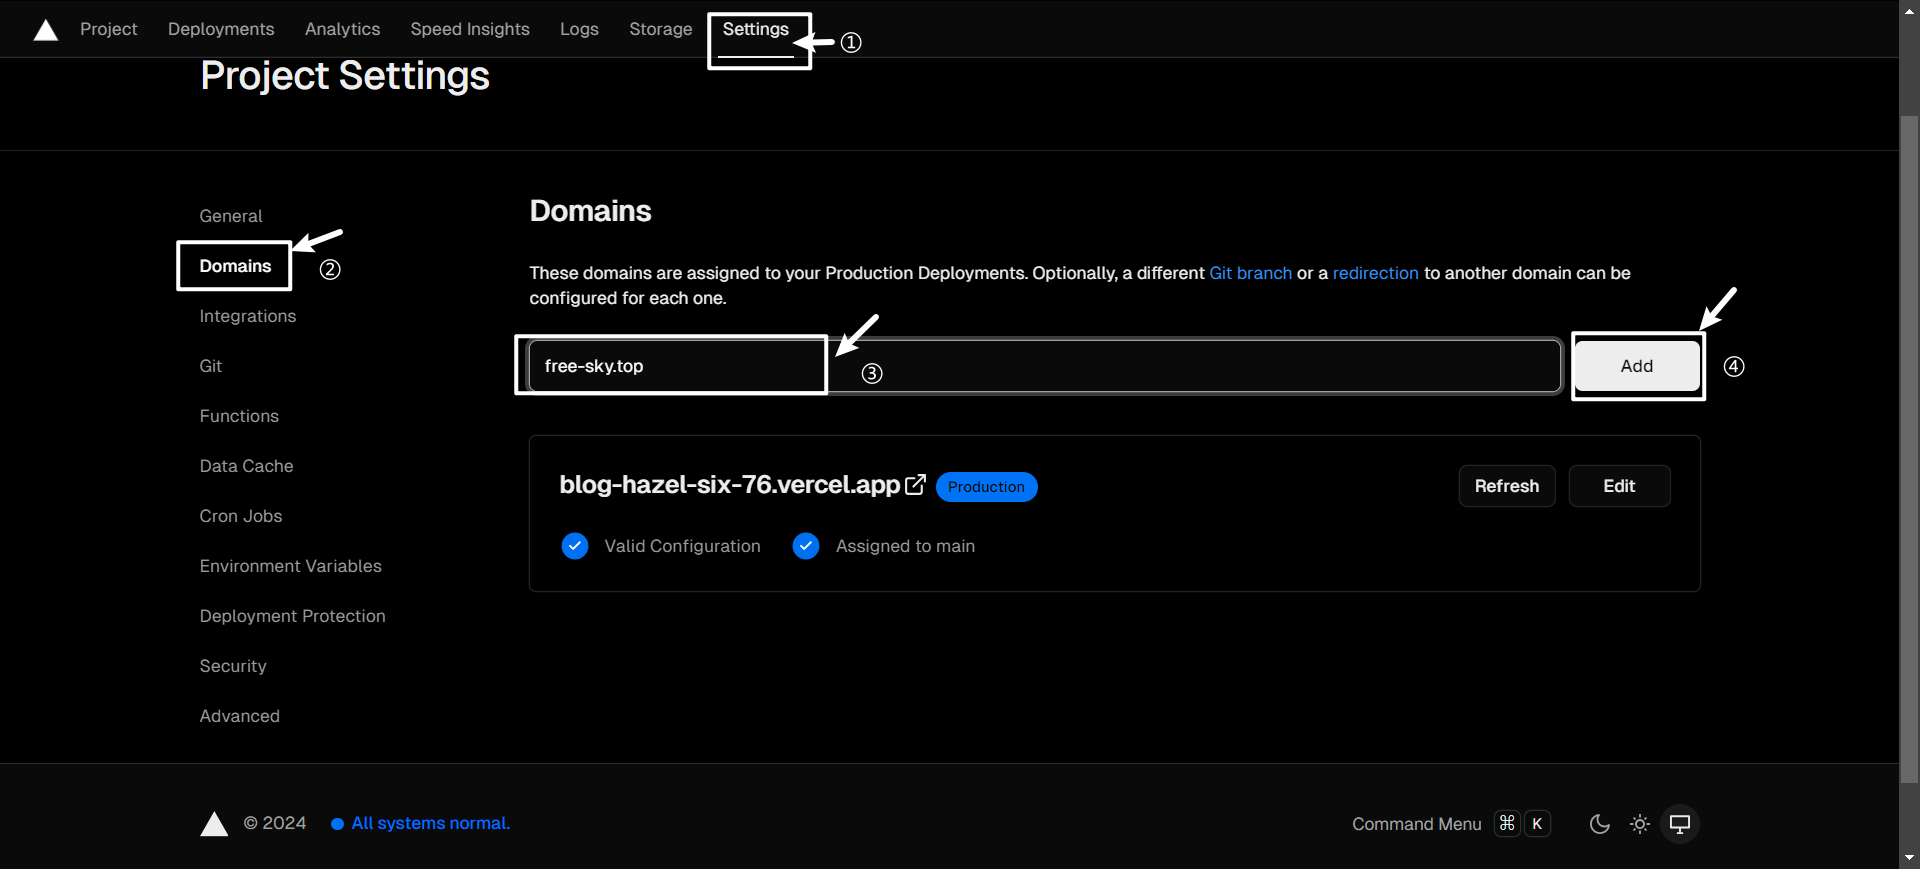 Project Deployments Analytics Speed Insights Logs Storage Settings ①
Project Settings
General
Domains ②
Integrations
Git
Functions
Data Cache
Cron Jobs
Environment Variables
Deployment Protection
Security
Advanced
Domains
These domains are assigned to your Production Deployments. Optionally, a different Git branch or a redirection to another domain can be
configured for each one.
free-sky.top ③ Add ④
blog-hazel-six-76.vercel.app Production Refresh Edit
Valid Configuration Assigned to main
© 2024 All systems normal. Command Menu ⌘ K